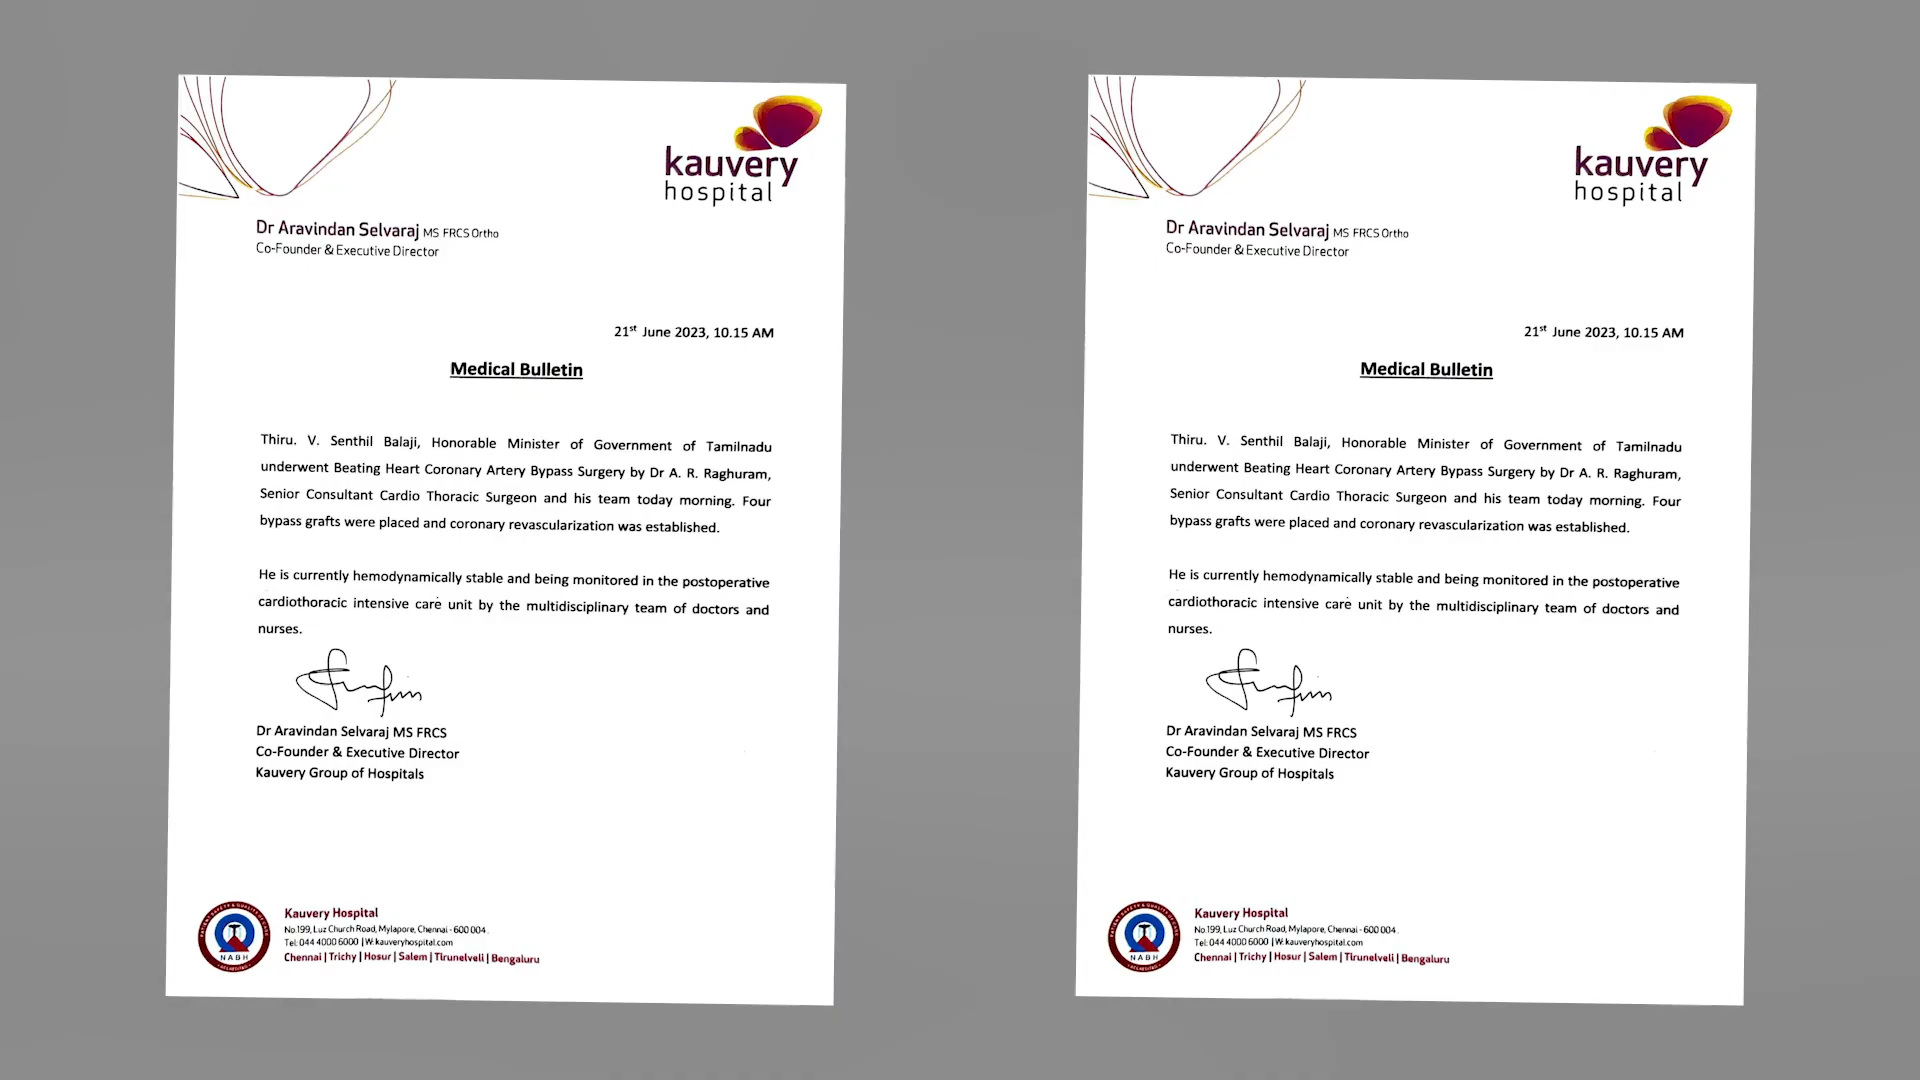 kauvery
hospital
Dr Aravindan Selvaraj MS FRCS Ortho
Co-Founder & Executive Director
21st June 2023, 10.15 AM
Medical Bulletin
Thiru. V. Senthil Balaji, Honorable Minister of Government of Tamilnadu
underwent Beating Heart Coronary Artery Bypass Surgery by Dr A. R. Raghuram,
Senior Consultant Cardio Thoracic Surgeon and his team today morning. Four
bypass grafts were placed and coronary revascularization was established.
He is currently hemodynamically stable and being monitored in the postoperative
cardiothoracic intensive care unit by the multidisciplinary team of doctors and
nurses.
Dr Aravindan Selvaraj MS FRCS
Co-Founder & Executive Director
Kauvery Group of Hospitals
NABH
Kauvery Hospital
No.199, Luz Church Road, Mylapore, Chennai - 600 004.
Tel: 044 4000 6000 | W: kauveryhospital.com
Chennai | Trichy | Hosur | Salem | Tirunelveli | Bengaluru
kauvery
hospital
Dr Aravindan Selvaraj MS FRCS Ortho
Co-Founder & Executive Director
21st June 2023, 10.15 AM
Medical Bulletin
Thiru. V. Senthil Balaji, Honorable Minister of Government of Tamilnadu
underwent Beating Heart Coronary Artery Bypass Surgery by Dr A. R. Raghuram,
Senior Consultant Cardio Thoracic Surgeon and his team today morning. Four
bypass grafts were placed and coronary revascularization was established.
He is currently hemodynamically stable and being monitored in the postoperative
cardiothoracic intensive care unit by the multidisciplinary team of doctors and
nurses.
Dr Aravindan Selvaraj MS FRCS
Co-Founder & Executive Director
Kauvery Group of Hospitals
NABH
Kauvery Hospital
No.199, Luz Church Road, Mylapore, Chennai - 600 004.
Tel: 044 4000 6000 | W: kauveryhospital.com
Chennai | Trichy | Hosur | Salem | Tirunelveli | Bengaluru